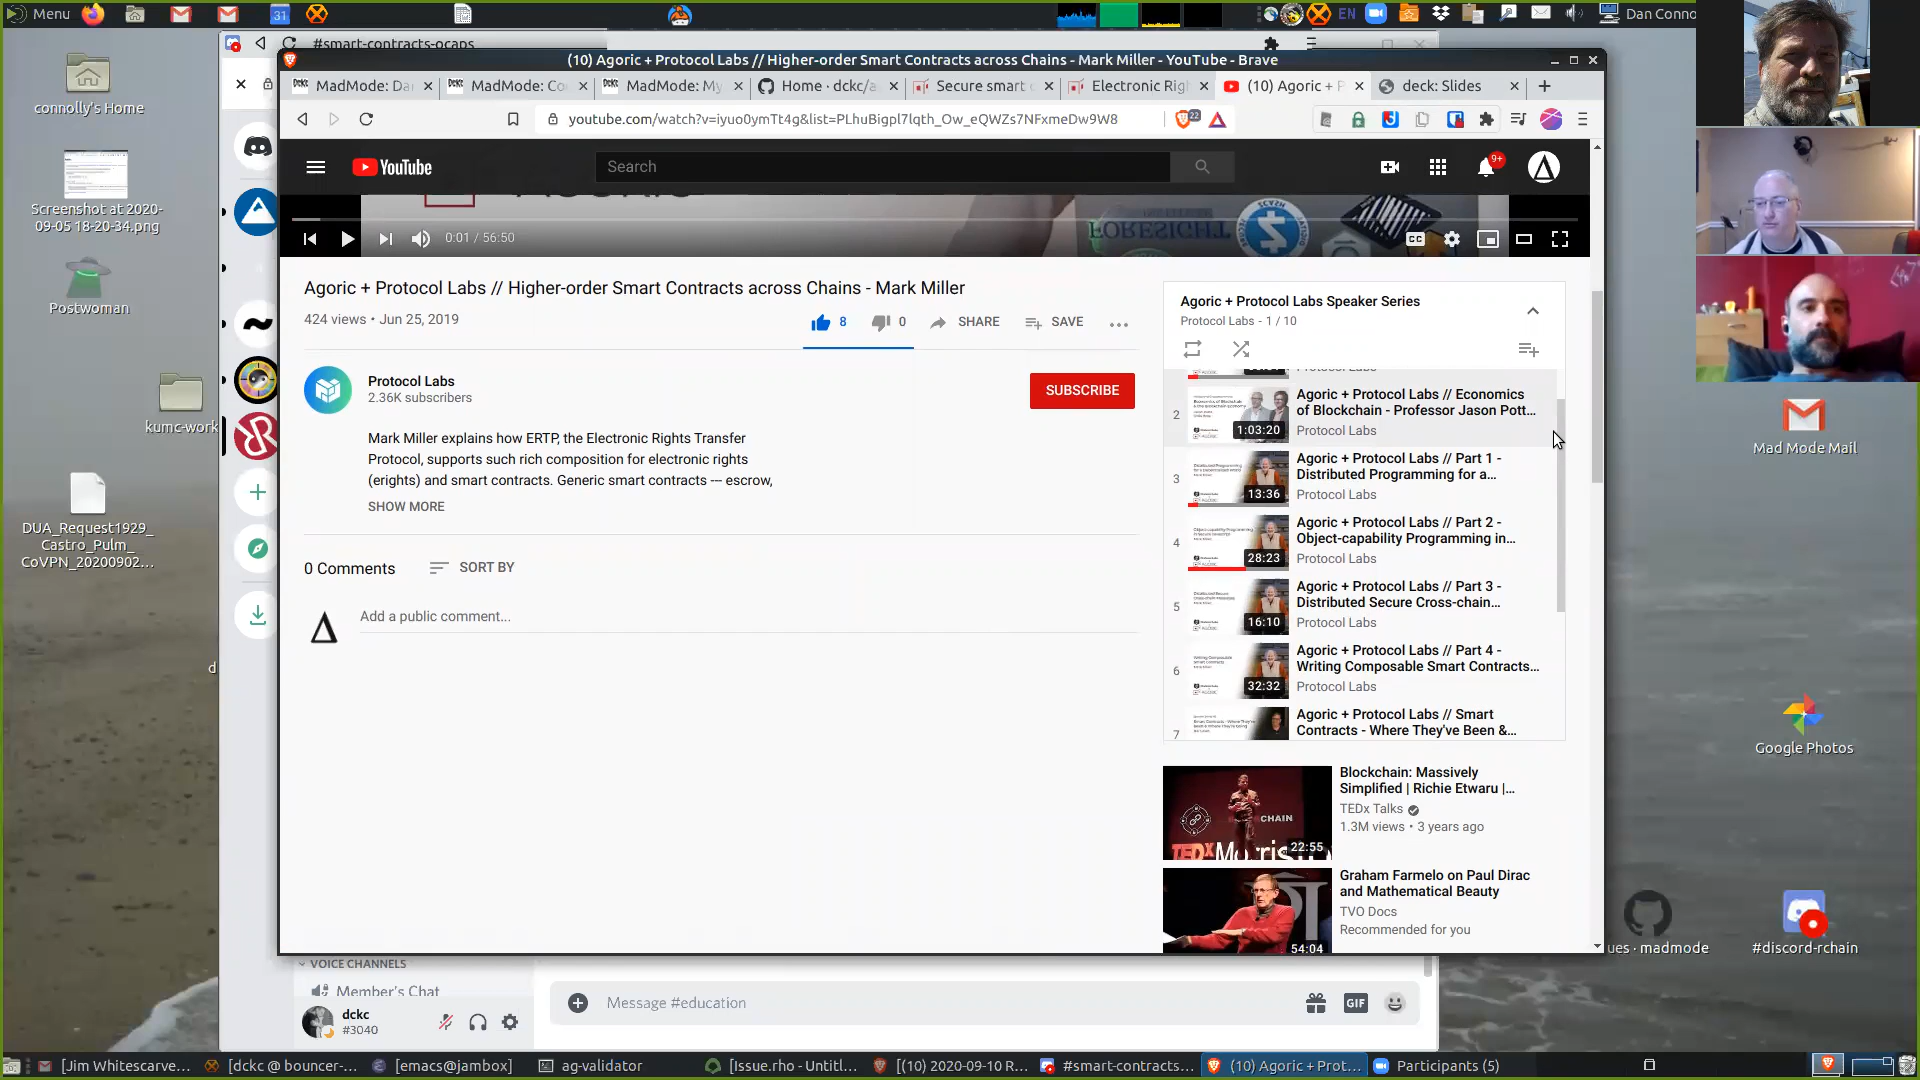 Menu
EN
Dan Conno
connolly's Home
Screenshot at 2020-
09-05 18-20-34.png
Postwoman
kumc-work
DUA_Request1929_
Castro_Pulm_
CoVPN_20200902...
#smart-contracts-ocaps
(10) Agoric + Protocol Labs // Higher-order Smart Contracts across Chains - Mark Miller - YouTube - Brave
MadMode: Da
MadMode: Co
MadMode: My
Home · dckc/a
Secure smart
Electronic Rig
(10) Agoric + P
deck: Slides
youtube.com/watch?v=iyuo0ymTt4g&list=PLhuBigpl7lqth_Ow_eQWZs7NFxmeDw9W8
22
YouTube
Search
9+
FORESIGHT
ZCASH
0:01 / 56:50
CC
Agoric + Protocol Labs // Higher-order Smart Contracts across Chains - Mark Miller
424 views • Jun 25, 2019
8
0
SHARE
SAVE
Protocol Labs
2.36K subscribers
SUBSCRIBE
Mark Miller explains how ERTP, the Electronic Rights Transfer
Protocol, supports such rich composition for electronic rights
(erights) and smart contracts. Generic smart contracts --- escrow,
SHOW MORE
0 Comments
SORT BY
Add a public comment...
Agoric + Protocol Labs Speaker Series
Protocol Labs - 1 / 10
Protocol Labs
2
1:03:20
Agoric + Protocol Labs // Economics
of Blockchain - Professor Jason Pott...
Protocol Labs
3
13:36
Agoric + Protocol Labs // Part 1 -
Distributed Programming for a...
Protocol Labs
4
28:23
Agoric + Protocol Labs // Part 2 -
Object-capability Programming in...
Protocol Labs
5
16:10
Agoric + Protocol Labs // Part 3 -
Distributed Secure Cross-chain...
Protocol Labs
6
32:32
Agoric + Protocol Labs // Part 4 -
Writing Composable Smart Contracts...
Protocol Labs
7
Agoric + Protocol Labs // Smart
Contracts - Where They've Been &...
CHAIN
TEDx
22:55
Blockchain: Massively
Simplified | Richie Etwaru |...
TEDx Talks
1.3M views • 3 years ago
54:04
Graham Farmelo on Paul Dirac
and Mathematical Beauty
TVO Docs
Recommended for you
Mad Mode Mail
Google Photos
ues · madmode
#discord-rchain
VOICE CHANNELS
Member's Chat
dckc
#3040
Message #education
GIF
[Jim Whitescarve...
[dckc @ bouncer-...
[emacs@jambox]
ag-validator
[Issue.rho - Untitl...
[(10) 2020-09-10 R...
#smart-contracts...
(10) Agoric + Prot...
Participants (5)